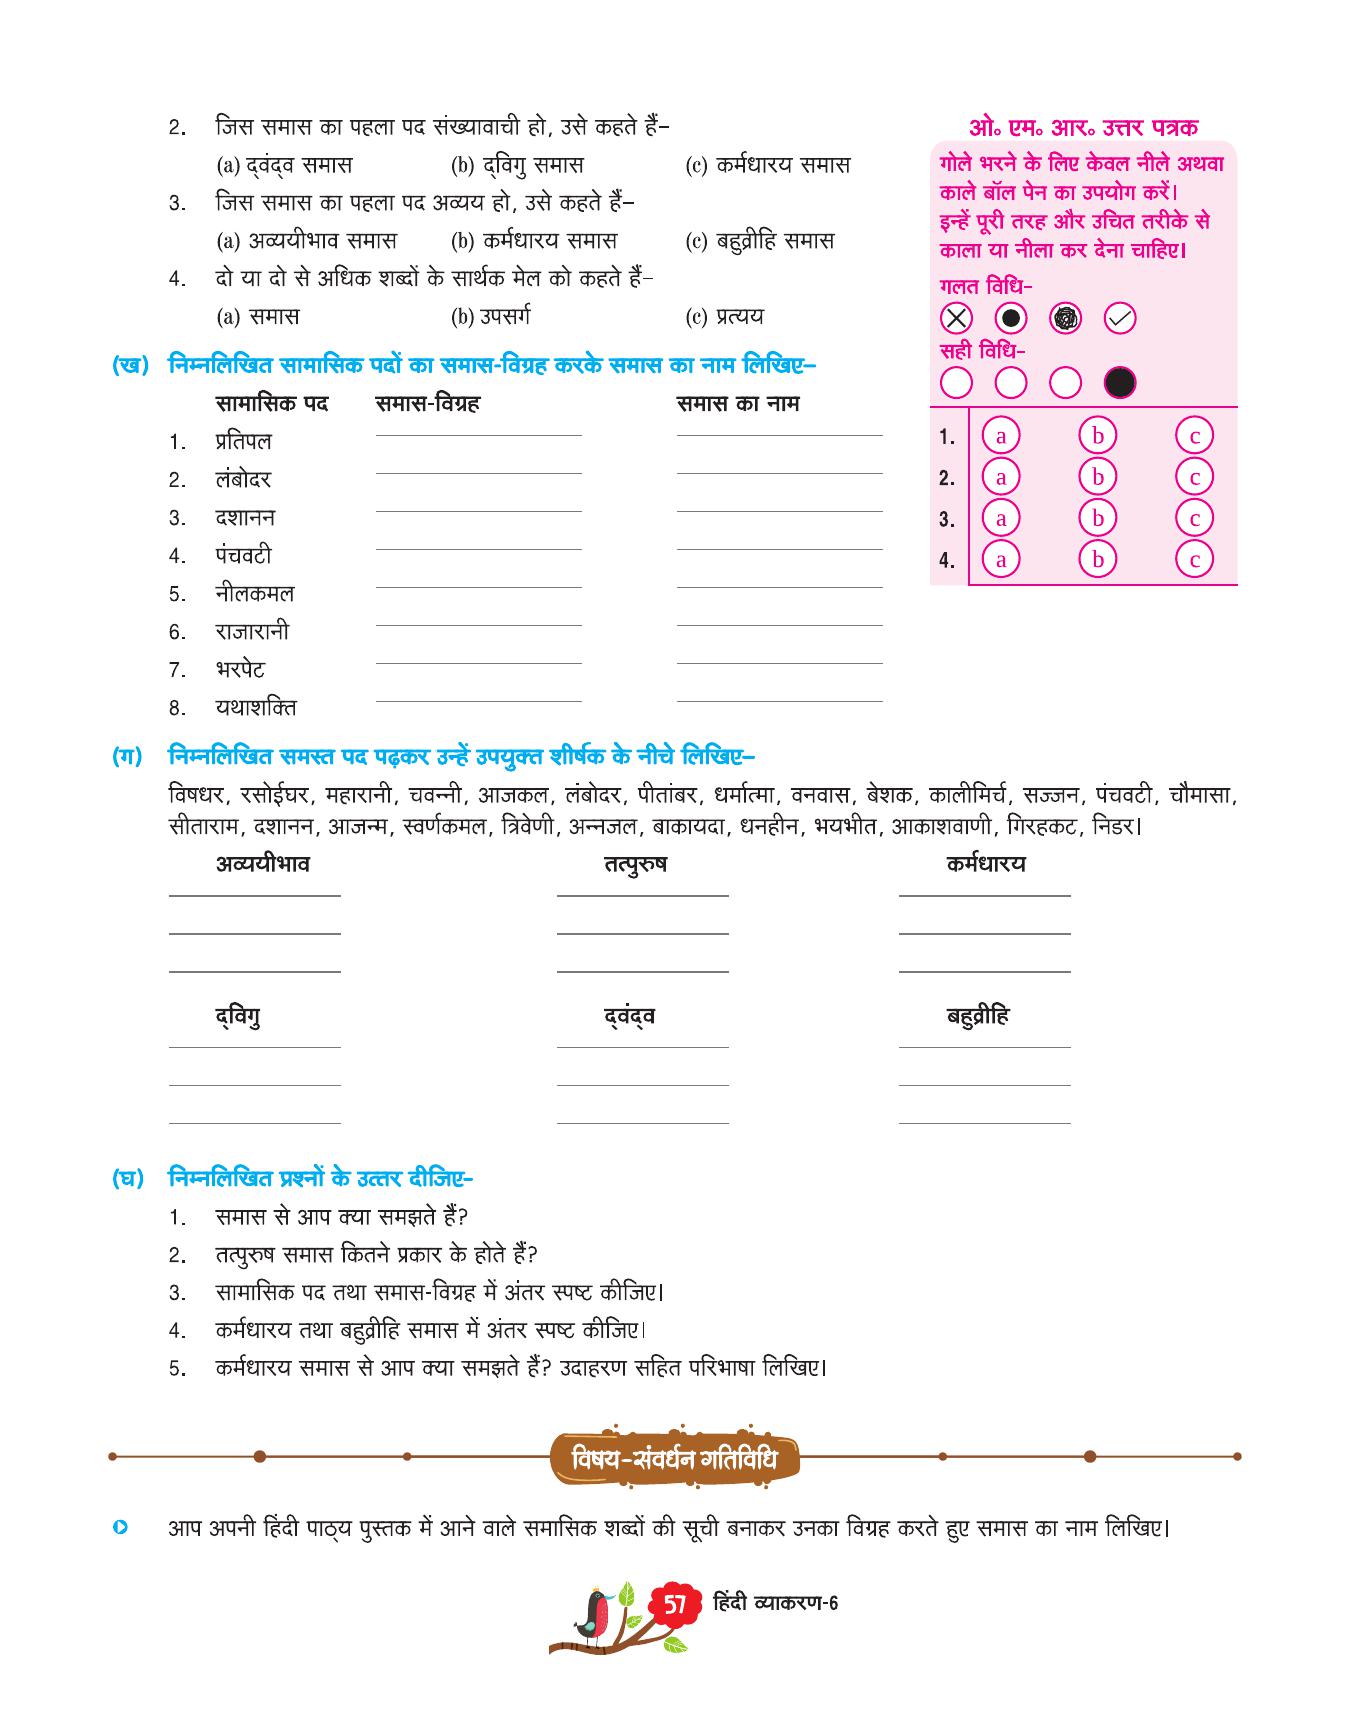 2. जिस समास का पहला पद संख्यावाची हो, उसे कहते हैं–
(a) द्वंद्व समास (b) द्विगु समास (c) कर्मधारय समास
3. जिस समास का पहला पद अव्यय हो, उसे कहते हैं–
(a) अव्ययीभाव समास (b) कर्मधारय समास (c) बहुव्रीहि समास
4. दो या दो से अधिक शब्दों के सार्थक मेल को कहते हैं–
(a) समास (b) उपसर्ग (c) प्रत्यय
ओ॰ एम॰ आर॰ उत्तर पत्रक
गोले भरने के लिए केवल नीले अथवा
काले बॉल पेन का उपयोग करें।
इन्हें पूरी तरह और उचित तरीके से
काला या नीला कर देना चाहिए।
गलत विधि–
सही विधि–
1. a b c
2. a b c
3. a b c
4. a b c
(ख) निम्नलिखित सामासिक पदों का समास-विग्रह करके समास का नाम लिखिए–
सामासिक पद समास-विग्रह समास का नाम
1. प्रतिपल
2. लंबोदर
3. दशानन
4. पंचवटी
5. नीलकमल
6. राजारानी
7. भरपेट
8. यथाशक्ति
(ग) निम्नलिखित समस्त पद पढ़कर उन्हें उपयुक्त शीर्षक के नीचे लिखिए–
विषधर, रसोईघर, महारानी, चवन्नी, आजकल, लंबोदर, पीतांबर, धर्मात्मा, वनवास, बेशक, कालीमिर्च, सज्जन, पंचवटी, चौमासा,
सीताराम, दशानन, आजन्म, स्वर्णकमल, त्रिवेणी, अन्नजल, बाकायदा, धनहीन, भयभीत, आकाशवाणी, गिरहकट, निडर।
अव्ययीभाव तत्पुरुष कर्मधारय
द्विगु द्वंद्व बहुव्रीहि
(घ) निम्नलिखित प्रश्नों के उत्तर दीजिए–
1. समास से आप क्या समझते हैं?
2. तत्पुरुष समास कितने प्रकार के होते हैं?
3. सामासिक पद तथा समास-विग्रह में अंतर स्पष्ट कीजिए।
4. कर्मधारय तथा बहुव्रीहि समास में अंतर स्पष्ट कीजिए।
5. कर्मधारय समास से आप क्या समझते हैं? उदाहरण सहित परिभाषा लिखिए।
विषय-संवर्धन गतिविधि
आप अपनी हिंदी पाठ्य पुस्तक में आने वाले सामासिक शब्दों की सूची बनाकर उनका विग्रह करते हुए समास का नाम लिखिए।
57 हिंदी व्याकरण-6